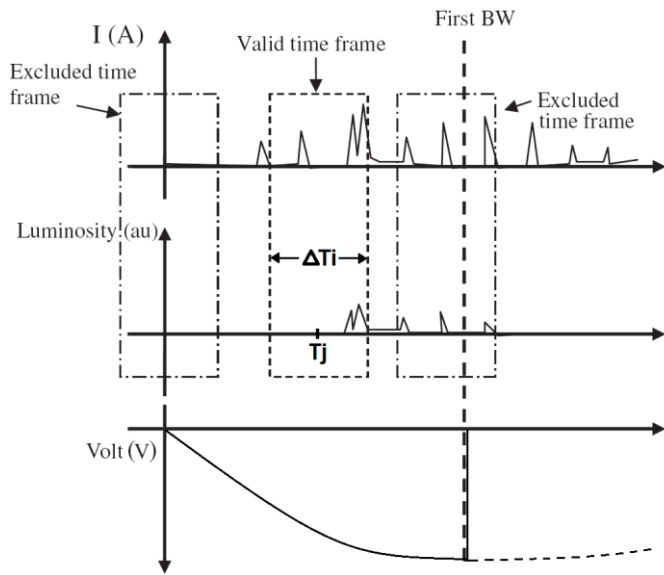 First BW
I (A)
Valid time frame
Excluded time
frame
Excluded
time frame
Luminosity (au)
ΔTi
Tj
Volt (V)